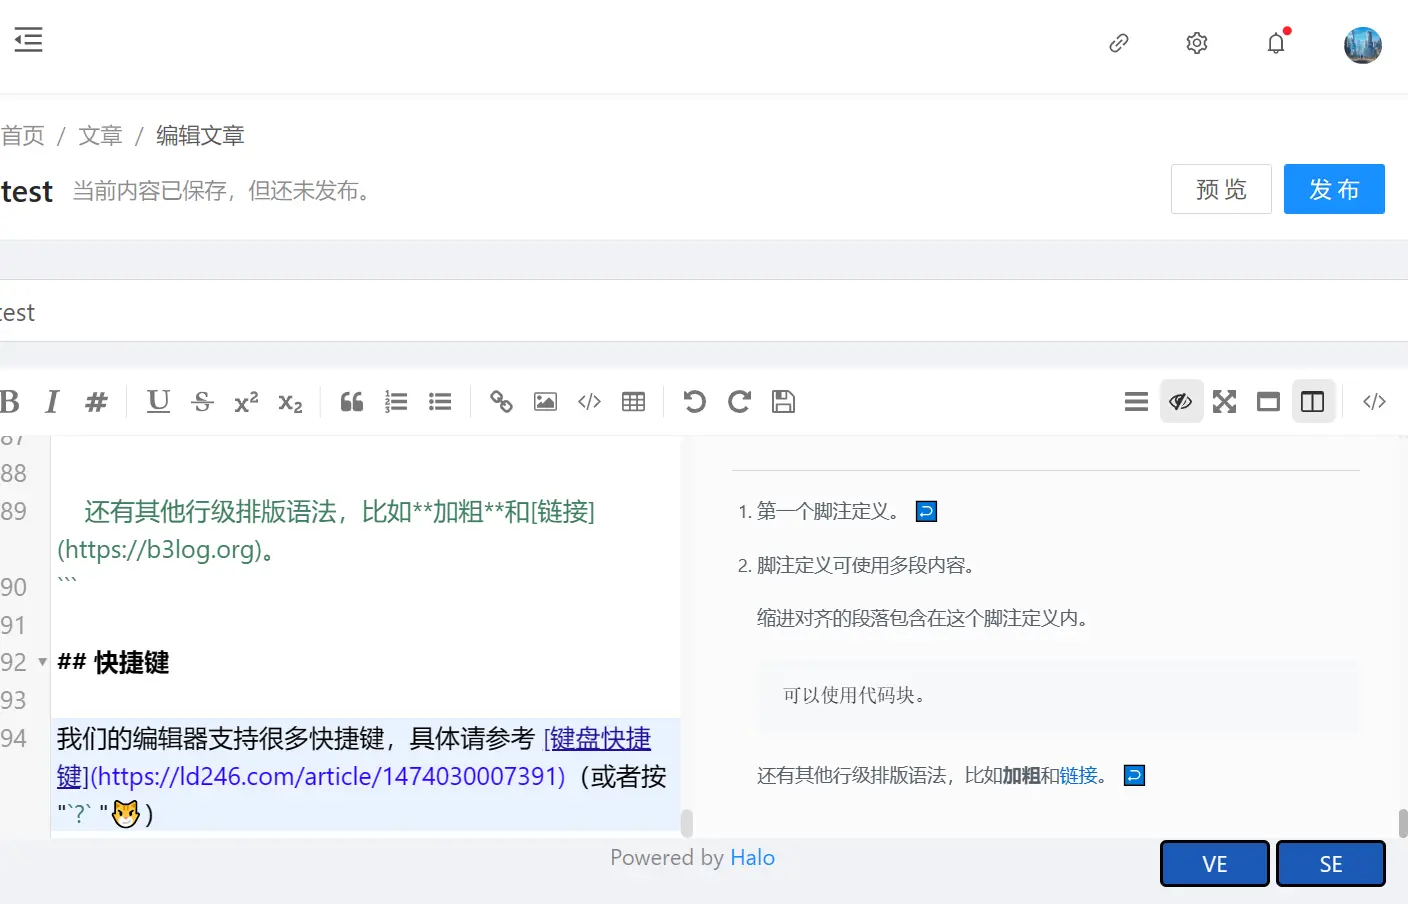 首页 / 文章 / 编辑文章
test 当前内容已保存，但还未发布。
预 览
发 布
test
87
88
89 还有其他行级排版语法，比如**加粗**和[链接]
(https://b3log.org)。
90 ```
91
92 ## 快捷键
93
94 我们的编辑器支持很多快捷键，具体请参考 [键盘快捷
键](https://ld246.com/article/1474030007391)（或者按
"`?` "🐯）
1. 第一个脚注定义。
2. 脚注定义可使用多段内容。
缩进对齐的段落包含在这个脚注定义内。
可以使用代码块。
还有其他行级排版语法，比如加粗和链接。
Powered by Halo
VE
SE